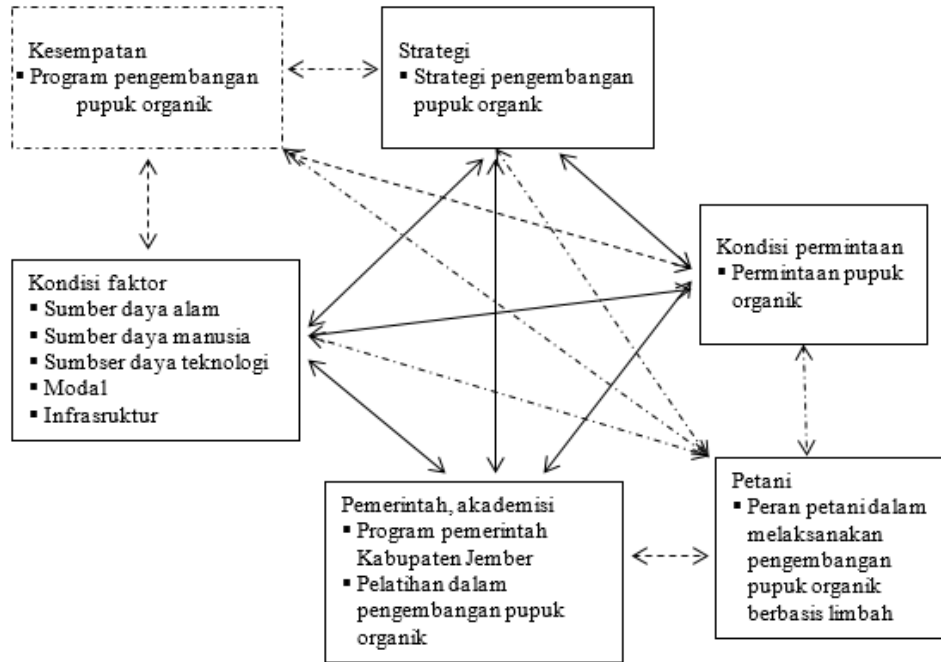 Kesempatan
▪ Program pengembangan
pupuk organik
Strategi
▪ Strategi pengembangan
pupuk organk
Kondisi permintaan
▪ Permintaan pupuk
organik
Kondisi faktor
▪ Sumber daya alam
▪ Sumber daya manusia
▪ Sumbser daya teknologi
▪ Modal
▪ Infrasruktur
Pemerintah, akademisi
▪ Program pemerintah
Kabupaten Jember
▪ Pelatihan dalam
pengembangan pupuk
organik
Petani
▪ Peran petani dalam
melaksanakan
pengembangan
pupuk organik
berbasis limbah